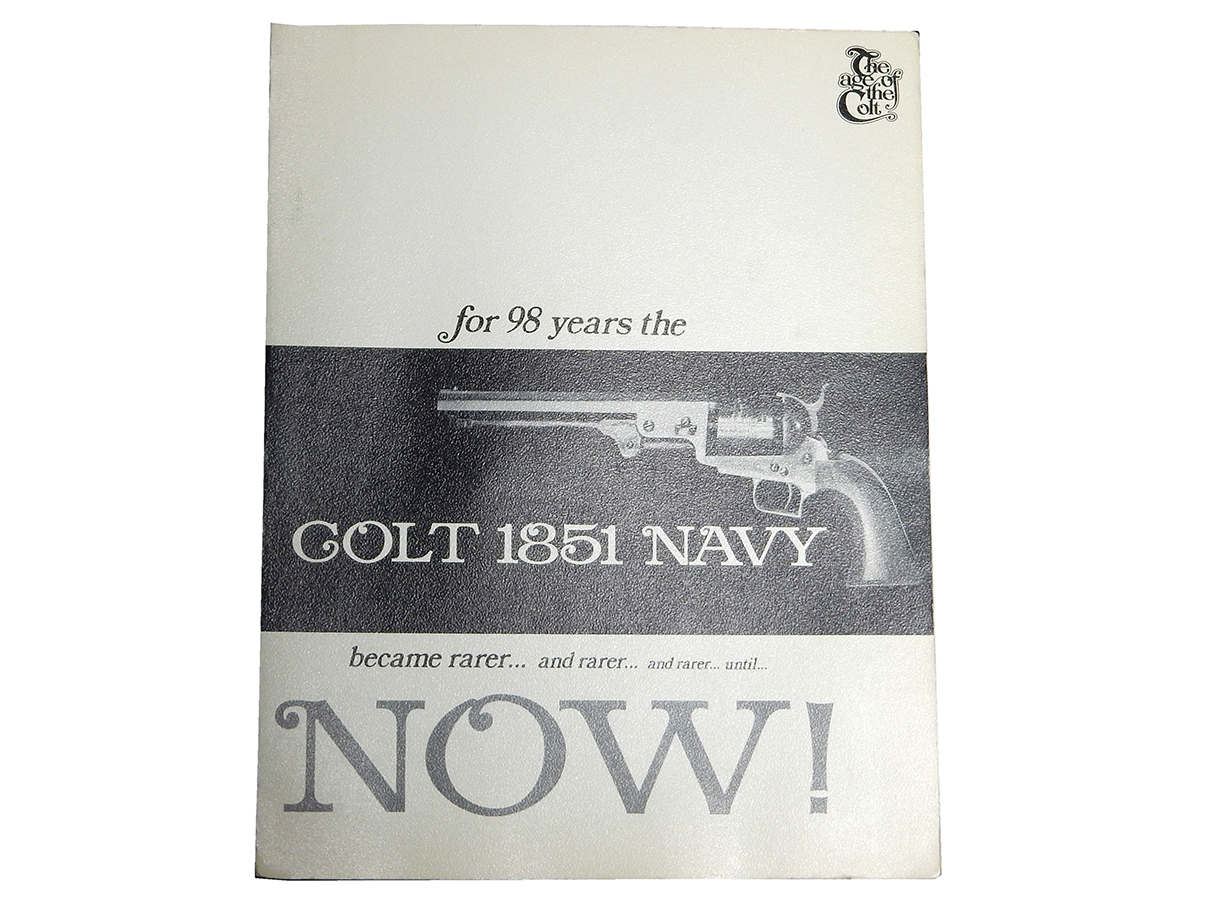 The
age of
the
Colt
for 98 years the
COLT 1851 NAVY
became rarer... and rarer... and rarer... until...
NOW!